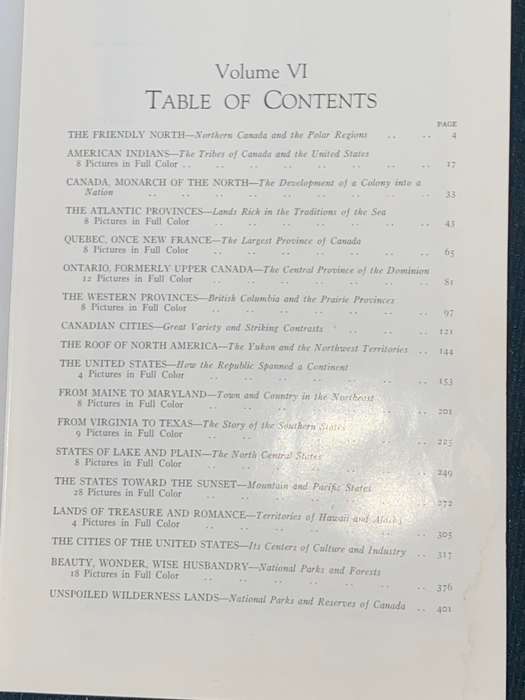 Volume VI
TABLE OF CONTENTS
PAGE
THE FRIENDLY NORTH—Northern Canada and the Polar Regions .. .. 4
AMERICAN INDIANS—The Tribes of Canada and the United States
8 Pictures in Full Color .. .. .. .. .. .. .. 17
CANADA, MONARCH OF THE NORTH—The Development of a Colony into a
Nation .. .. .. .. .. .. .. .. .. 33
THE ATLANTIC PROVINCES—Lands Rich in the Traditions of the Sea
8 Pictures in Full Color .. .. .. .. .. .. .. 43
QUEBEC, ONCE NEW FRANCE—The Largest Province of Canada
8 Pictures in Full Color .. .. .. .. .. .. .. 65
ONTARIO, FORMERLY UPPER CANADA—The Central Province of the Dominion
12 Pictures in Full Color .. .. .. .. .. .. .. 81
THE WESTERN PROVINCES—British Columbia and the Prairie Provinces
8 Pictures in Full Color .. .. .. .. .. .. .. 97
CANADIAN CITIES—Great Variety and Striking Contrasts .. .. .. 121
THE ROOF OF NORTH AMERICA—The Yukon and the Northwest Territories .. 144
THE UNITED STATES—How the Republic Spanned a Continent
4 Pictures in Full Color .. .. .. .. .. .. .. 153
FROM MAINE TO MARYLAND—Town and Country in the Northeast
8 Pictures in Full Color .. .. .. .. .. .. .. 201
FROM VIRGINIA TO TEXAS—The Story of the Southern States
9 Pictures in Full Color .. .. .. .. .. .. .. 225
STATES OF LAKE AND PLAIN—The North Central States
8 Pictures in Full Color .. .. .. .. .. .. .. 249
THE STATES TOWARD THE SUNSET—Mountain and Pacific States
28 Pictures in Full Color .. .. .. .. .. .. .. 272
LANDS OF TREASURE AND ROMANCE—Territories of Hawaii and Alaska
4 Pictures in Full Color .. .. .. .. .. .. .. 305
THE CITIES OF THE UNITED STATES—Its Centers of Culture and Industry .. 317
BEAUTY, WONDER, WISE HUSBANDRY—National Parks and Forests
18 Pictures in Full Color .. .. .. .. .. .. .. 376
UNSPOILED WILDERNESS LANDS—National Parks and Reserves of Canada .. 401